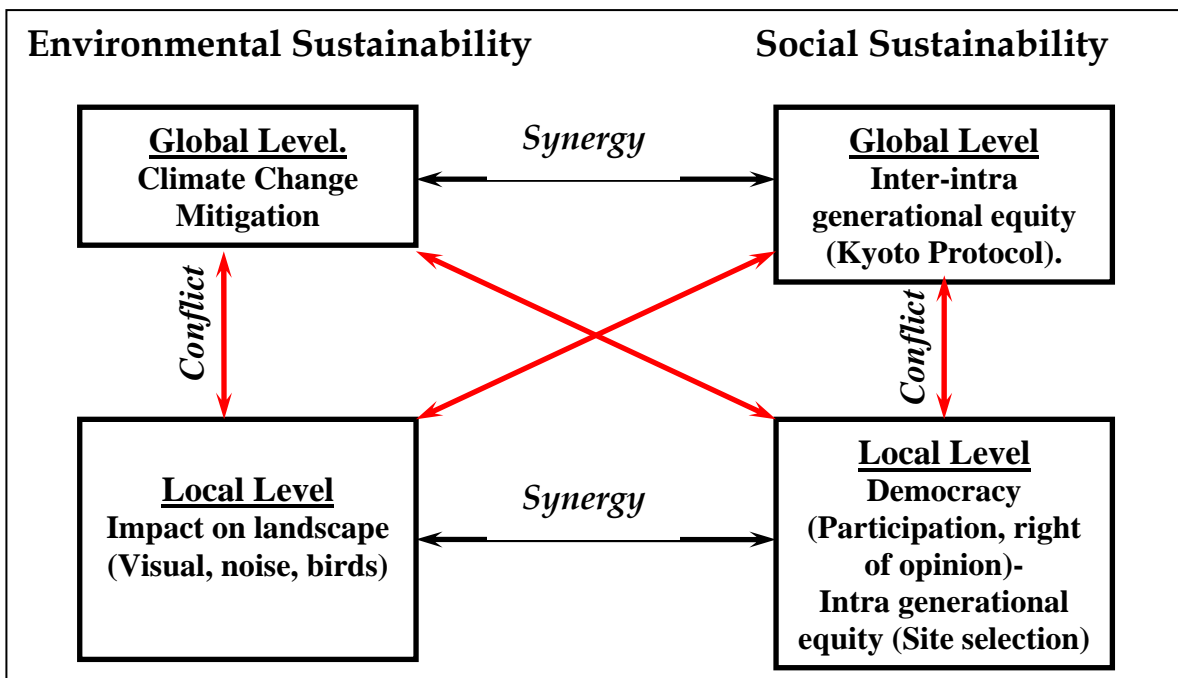 Environmental Sustainability
Social Sustainability
Global Level.
Climate Change
Mitigation
Synergy
Global Level
Inter-intra
generational equity
(Kyoto Protocol).
Conflict
Conflict
Local Level
Impact on landscape
(Visual, noise, birds)
Synergy
Local Level
Democracy
(Participation, right
of opinion)-
Intra generational
equity (Site selection)